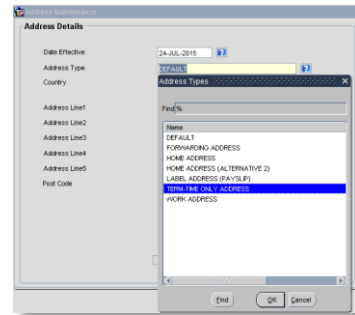 Address Maintenance
Address Details
Date Effective 24-JUL-2015
Address Type DEFAULT
Country
Address Line1
Address Line2
Address Line3
Address Line4
Address Line5
Post Code
Address Types
Find %
Name
DEFAULT
FORWARDING ADDRESS
HOME ADDRESS
HOME ADDRESS (ALTERNATIVE 2)
LABEL ADDRESS (PAYSLIP)
TERM-TIME ONLY ADDRESS
WORK ADDRESS
Find OK Cancel